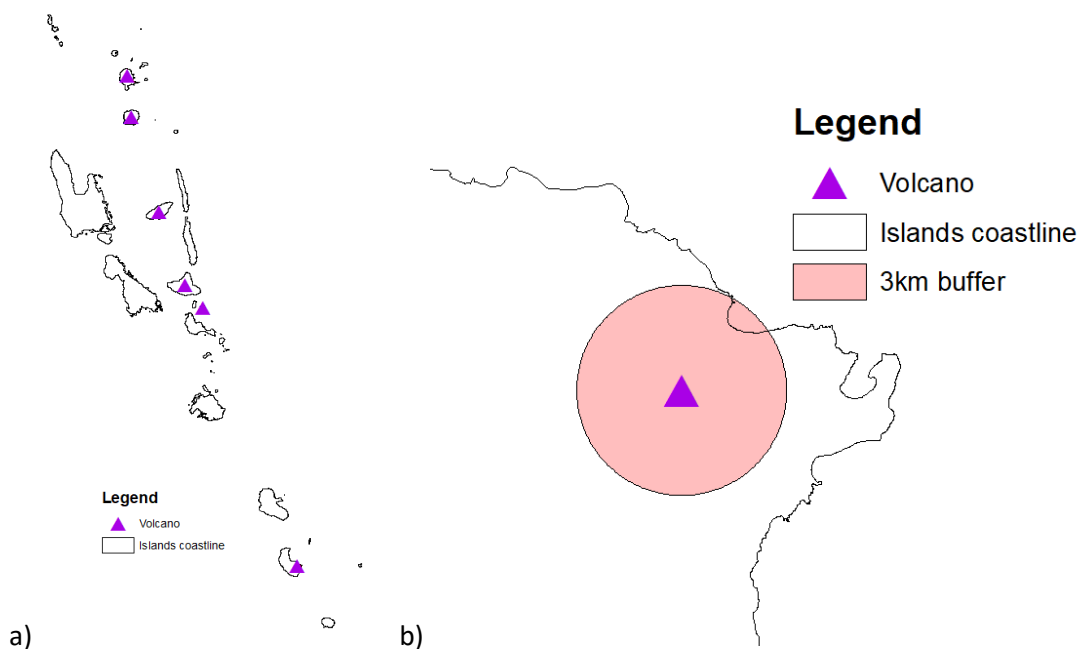 Legend
Volcano
Islands coastline
a)
Legend
Volcano
Islands coastline
3km buffer
b)